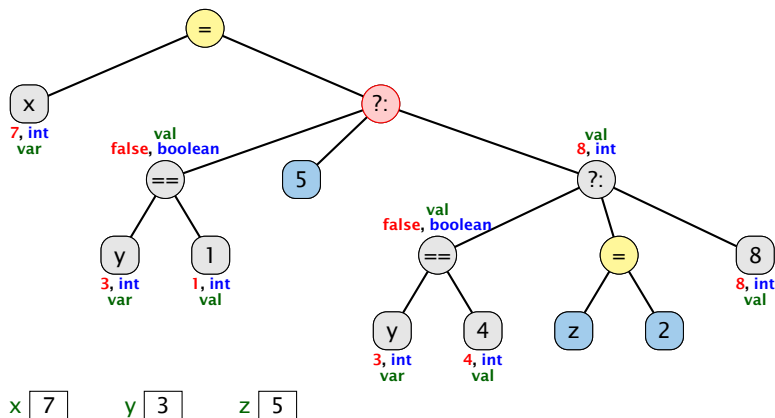 =
x
?:
7, int
var
val
false, boolean
val
8, int
==
5
?:
val
false, boolean
y
1
==
=
8
3, int
var
1, int
val
8, int
val
y
4
z
2
3, int
var
4, int
val
x 7 y 3 z 5